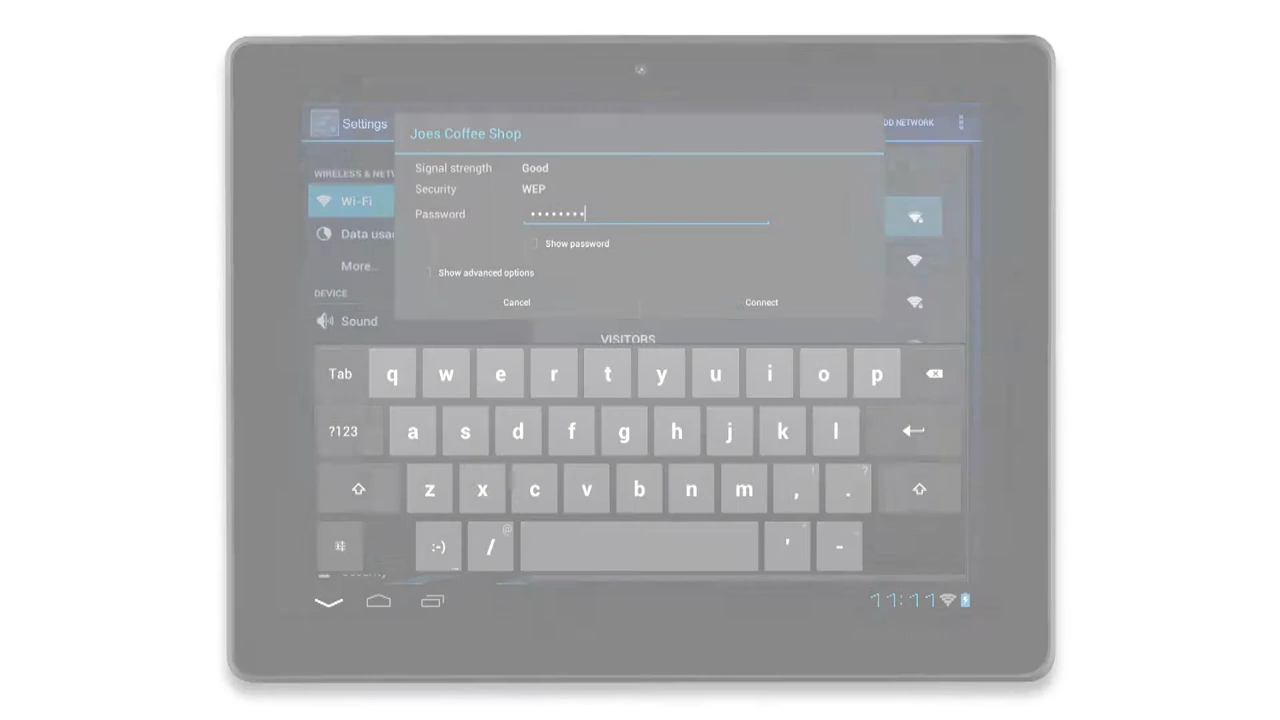 Settings
DD NETWORK
Joes Coffee Shop
Signal strength Good
WIRELESS & NETV
Security WEP
Wi-Fi
Password ••••••••
Data usa
Show password
More...
Show advanced options
DEVICE
Cancel Connect
Sound
VISITORS
Tab q w e r t y u i o p
?123 a s d f g h j k l
z x c v b n m , ! . ?
:-) / @ ' -
11:11